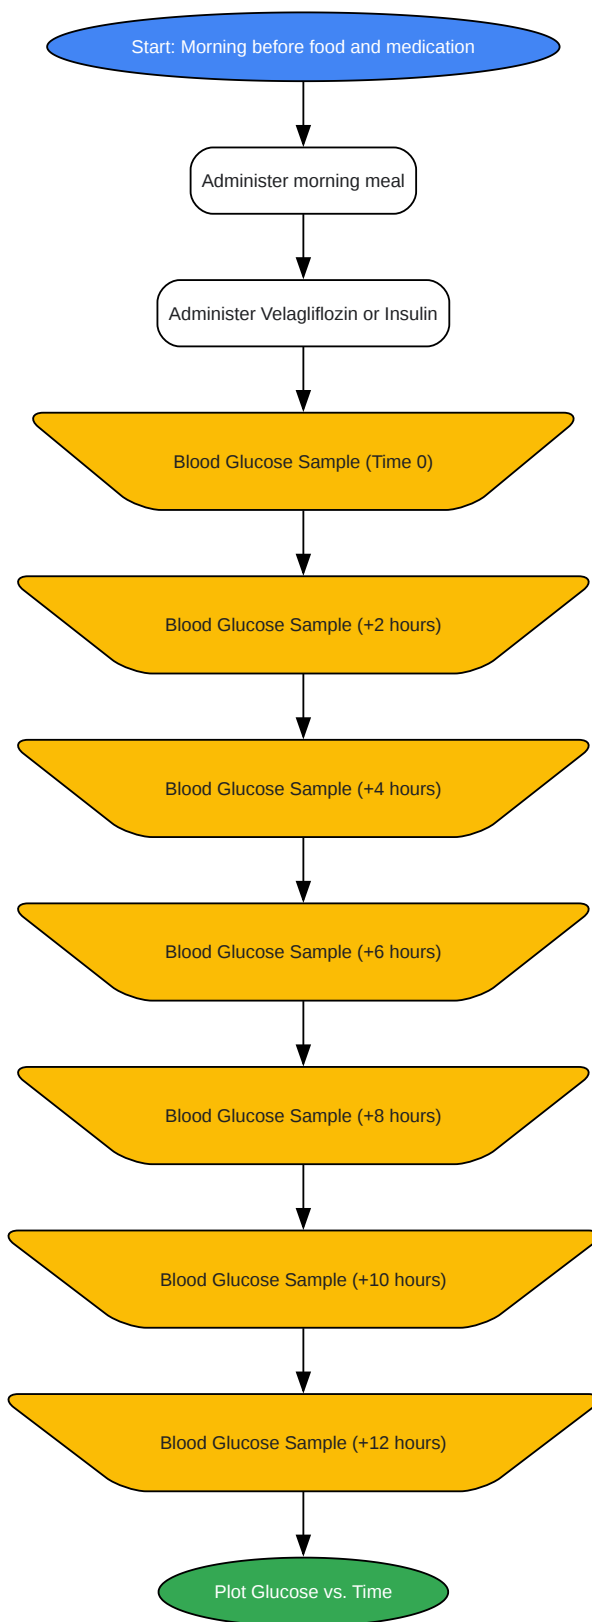 Start: Morning before food and medication
Administer morning meal
Administer Velagliflozin or Insulin
Blood Glucose Sample (Time 0)
Blood Glucose Sample (+2 hours)
Blood Glucose Sample (+4 hours)
Blood Glucose Sample (+6 hours)
Blood Glucose Sample (+8 hours)
Blood Glucose Sample (+10 hours)
Blood Glucose Sample (+12 hours)
Plot Glucose vs. Time